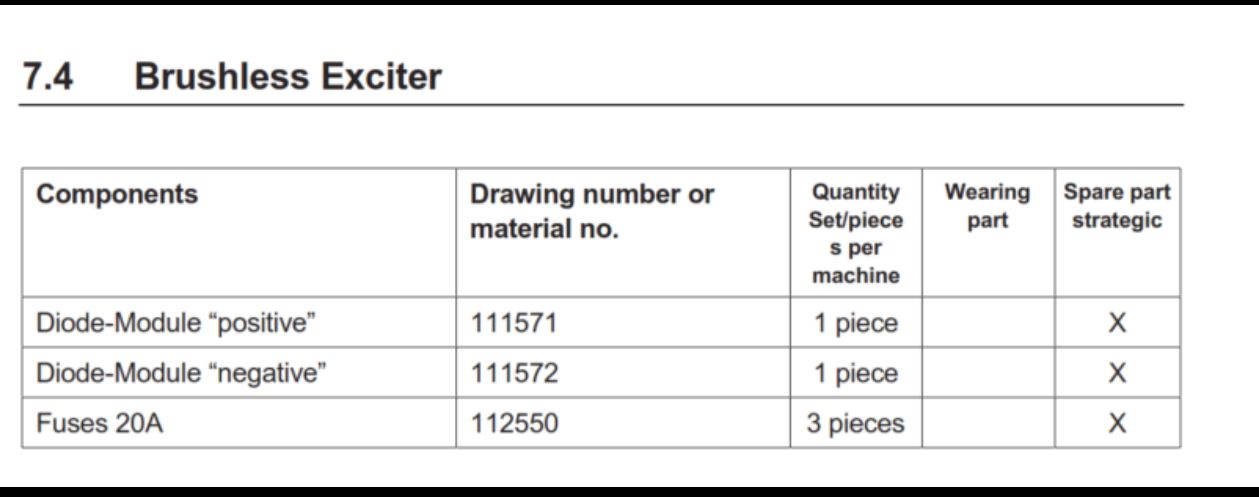 7.4 Brushless Exciter
Components Drawing number or material no. Quantity Set/piece s per machine Wearing part Spare part strategic
Diode-Module “positive” 111571 1 piece X
Diode-Module “negative” 111572 1 piece X
Fuses 20A 112550 3 pieces X